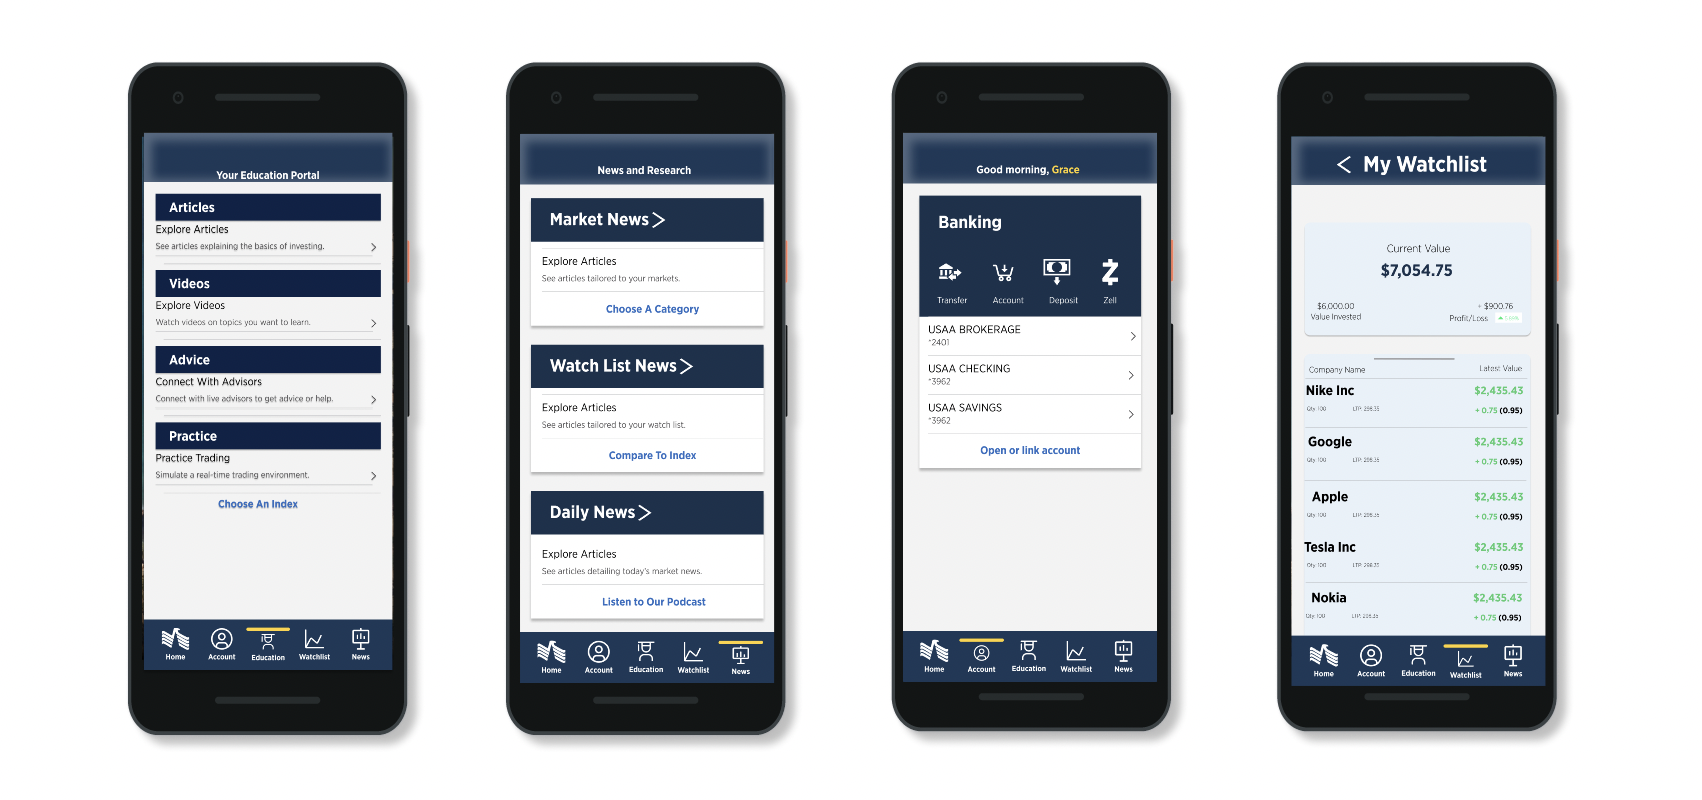 Your Education Portal
Articles
Explore Articles
See articles explaining the basics of investing.
Videos
Explore Videos
Watch videos on topics you want to learn.
Advice
Connect With Advisors
Connect with live advisors to get advice or help.
Practice
Practice Trading
Simulate a real-time trading environment.
Choose An Index
Home Account Education Watchlist News
News and Research
Market News
Explore Articles
See articles tailored to your markets.
Choose A Category
Watch List News
Explore Articles
See articles tailored to your watch list.
Compare To Index
Daily News
Explore Articles
See articles detailing today's market news.
Listen to Our Podcast
Home Account Education Watchlist News
Good morning, Grace
Banking
Transfer Account Deposit Zell
USAA BROKERAGE
*2401
USAA CHECKING
*3962
USAA SAVINGS
*3962
Open or link account
Home Account Education Watchlist News
My Watchlist
Current Value
$7,054.75
$6,000.00 + $900.76
Value Invested Profit/Loss
Company Name Latest Value
Nike Inc $2,435.43
Qty: 100 LTP: 298.35 + 0.75 (0.95)
Google $2,435.43
Qty: 100 LTP: 298.35 + 0.75 (0.95)
Apple $2,435.43
Qty: 100 LTP: 298.35 + 0.75 (0.95)
Tesla Inc $2,435.43
Qty: 100 LTP: 298.35 + 0.75 (0.95)
Nokia $2,435.43
Qty: 100 LTP: 298.35 + 0.75 (0.95)
Home Account Education Watchlist News